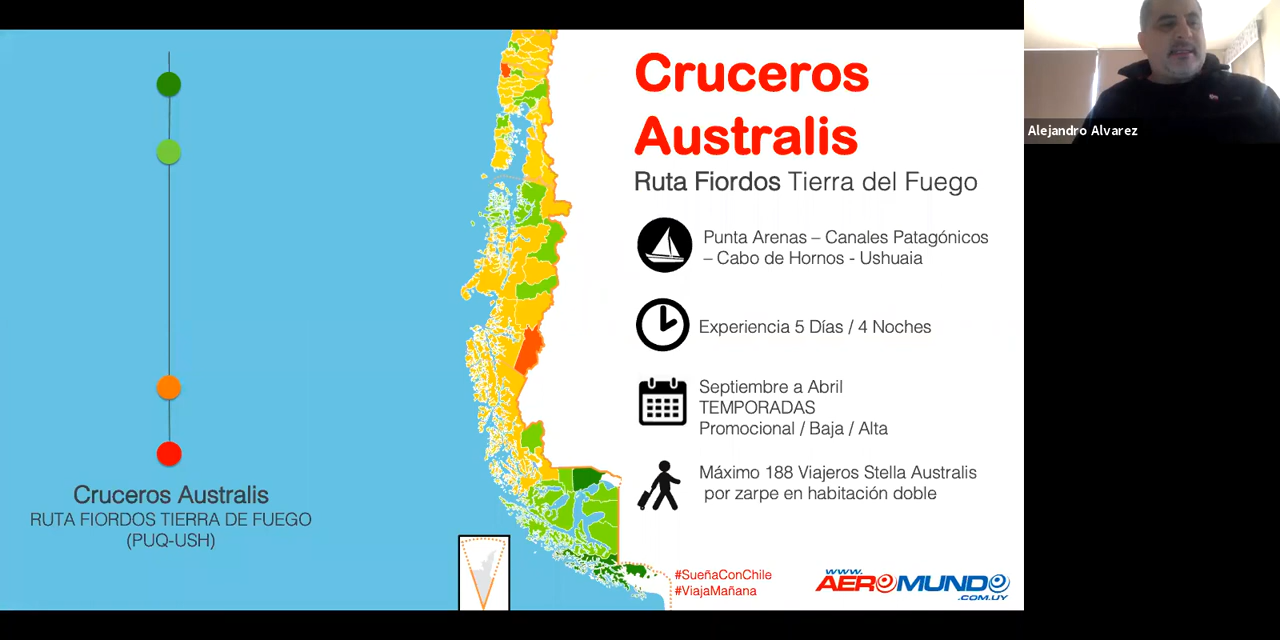 Cruceros
Australis
Ruta Fiordos Tierra del Fuego
Punta Arenas – Canales Patagónicos
– Cabo de Hornos - Ushuaia
Experiencia 5 Días / 4 Noches
Septiembre a Abril
TEMPORADAS
Promocional / Baja / Alta
Máximo 188 Viajeros Stella Australis
por zarpe en habitación doble
Cruceros Australis
RUTA FIORDOS TIERRA DE FUEGO
(PUQ-USH)
#SueñaConChile
#ViajaMañana
WWW.
AEROMUNDO
.COM.UY
Alejandro Alvarez